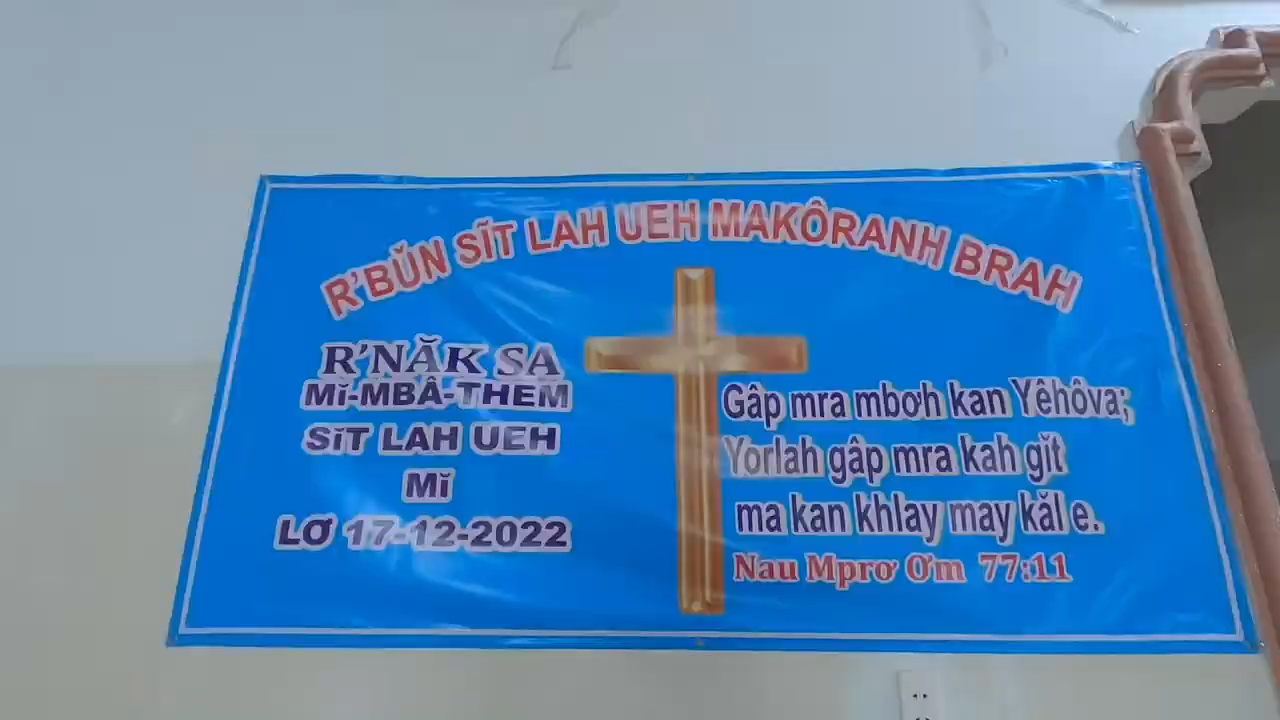 R'BŬN SĬT LAH UEH MAKÔRANH BRAH
R'NĂK SA
MĬ-MBÂ-THEM
SĬT LAH UEH
MĬ
LƠ 17-12-2022
Gâp mra mbơh kan Yêhôva;
Yorlah gâp mra kah gĭt
ma kan khlay may kăl e.
Nau Mprơ Ơm 77:11